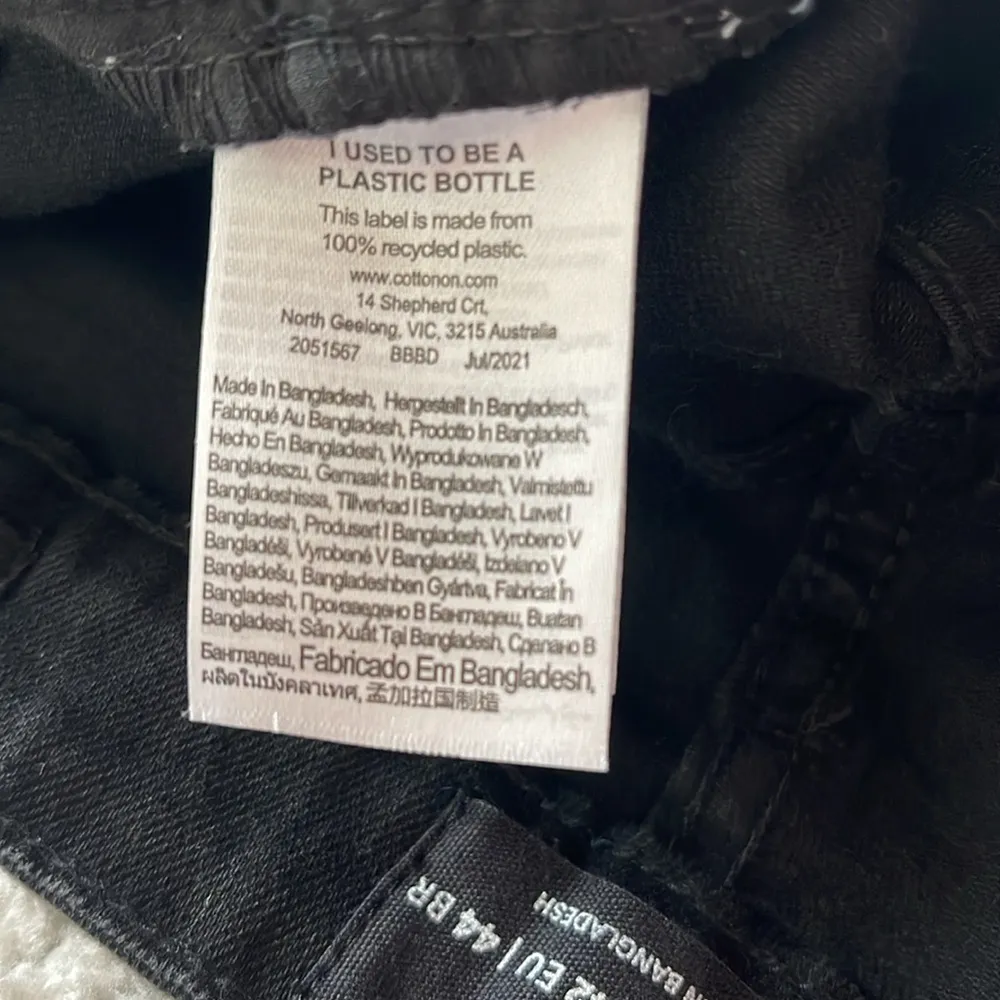 I USED TO BE A
PLASTIC BOTTLE
This label is made from
100% recycled plastic.
www.cottonon.com
14 Shepherd Crt,
North Geelong, VIC, 3215 Australia
2051567 BBBD Jul/2021
Made In Bangladesh, Hergestellt In Bangladesch,
Fabriqué Au Bangladesh, Prodotto In Bangladesh,
Hecho En Bangladesh, Wyprodukowane W
Bangladeszu, Gemaakt In Bangladesh, Valmistettu
Bangladeshissa, Tillverkad I Bangladesh, Lavet I
Bangladesh, Produsert I Bangladesh, Vyrobeno V
Bangladéši, Vyrobené V Bangladéši, Izdelano V
Bangladešu, Bangladeshben Gyártva, Fabricat În
Bangladesh, Произведено В Бангладеш, Buatan
Bangladesh, Sản Xuất Tại Bangladesh, Сделано В
Бангладеш, Fabricado Em Bangladesh,
ผลิตในบังคลาเทศ, 孟加拉国制造
42 EU | 44 BR
N BANGLADESH
N BANGLADESH